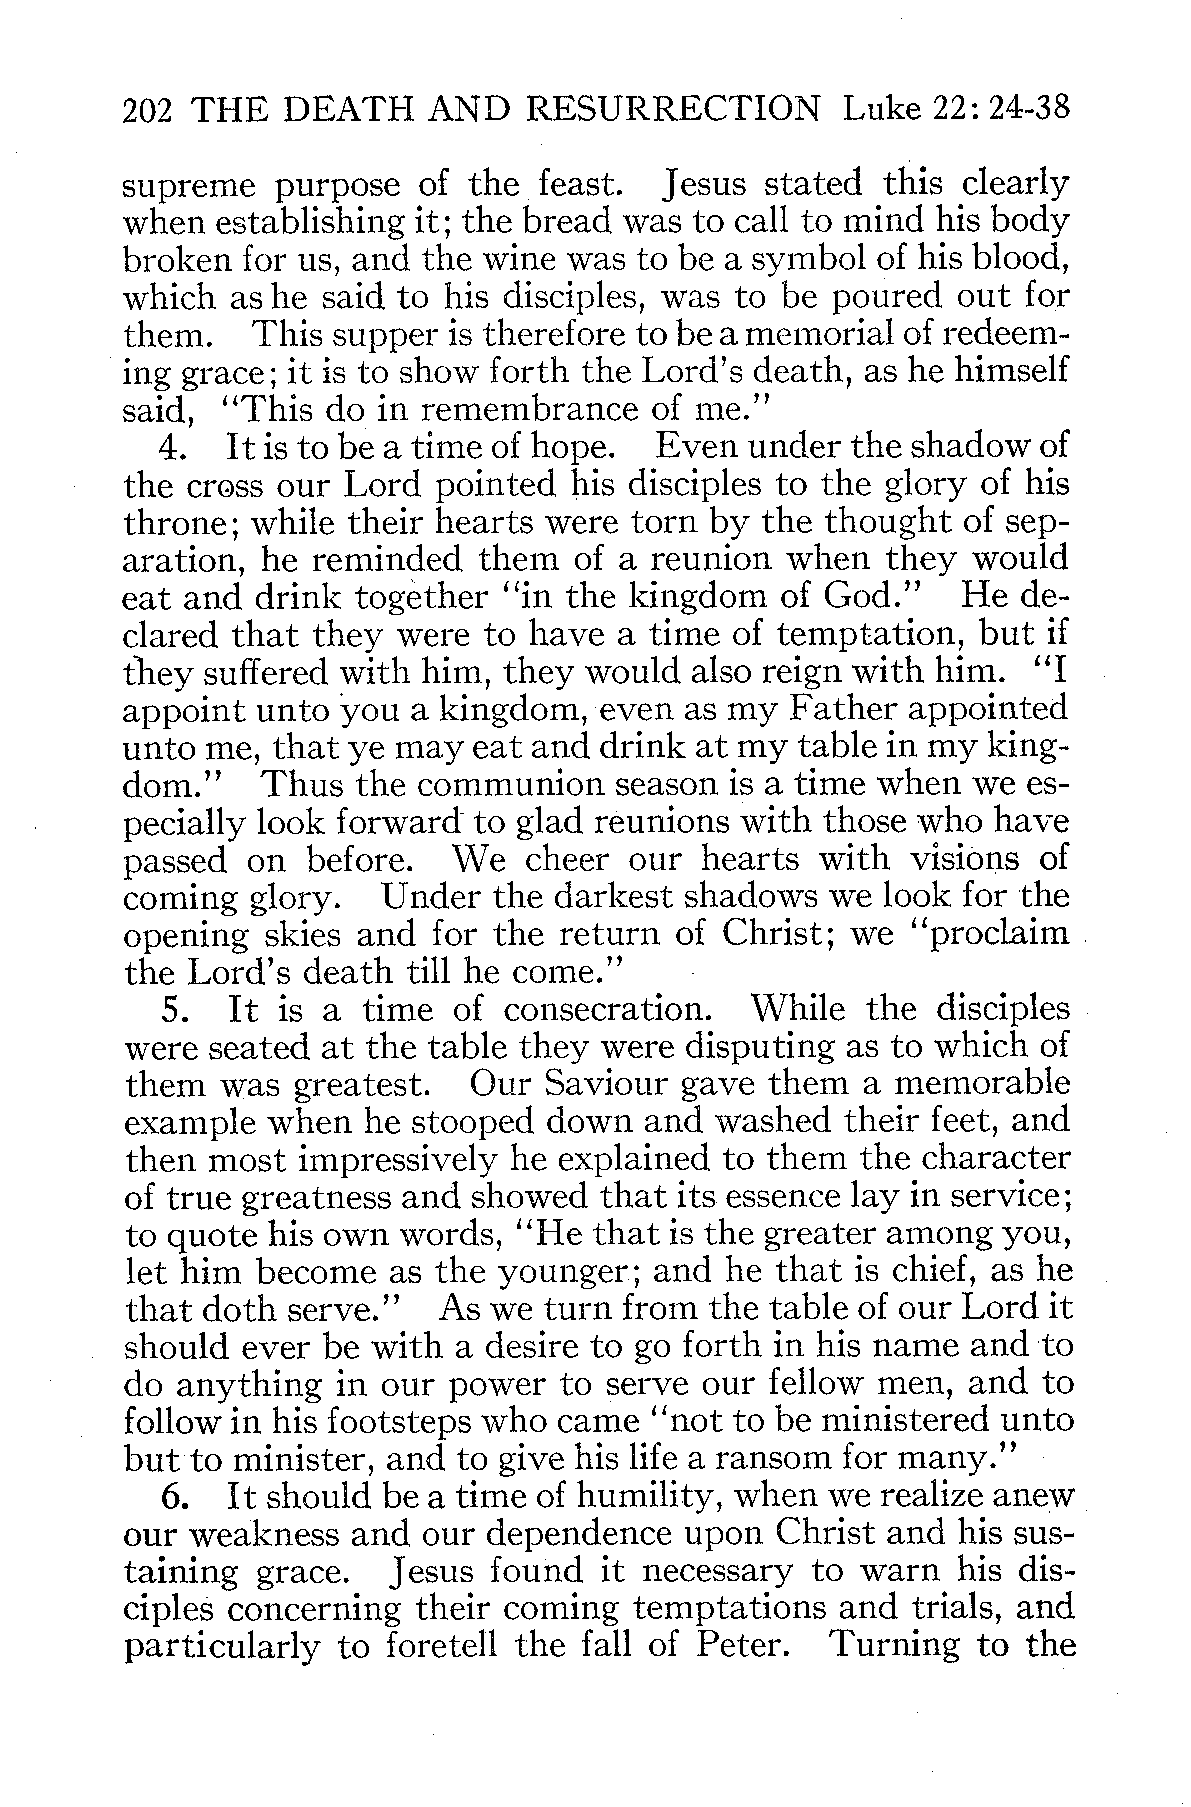 202 THE DEATH AND RESURRECTION Luke 22: 24-38
supreme purpose of the feast. Jesus stated this clearly
when establishing it; the bread was to call to mind his body
broken for us, and the wine was to be a symbol of his blood,
which as he said to his disciples, was to be poured out for
them. This supper is therefore to be a memorial of redeem-
ing grace; it is to show forth the Lord's death, as he himself
said, "This do in remembrance of me."
4. It is to be a time of hope. Even under the shadow of
the cross our Lord pointed his disciples to the glory of his
throne; while their hearts were torn by the thought of sep-
aration, he reminded them of a reunion when they would
eat and drink together "in the kingdom of God." He de-
clared that they were to have a time of temptation, but if
they suffered with him, they would also reign with him. "I
appoint unto you a kingdom, even as my Father appointed
unto me, that ye may eat and drink at my table in my king-
dom." Thus the communion season is a time when we es-
pecially look forward to glad reunions with those who have
passed on before. We cheer our hearts with visions of
coming glory. Under the darkest shadows we look for the
opening skies and for the return of Christ; we "proclaim
the Lord's death till he come."
5. It is a time of consecration. While the disciples
were seated at the table they were disputing as to which of
them was greatest. Our Saviour gave them a memorable
example when he stooped down and washed their feet, and
then most impressively he explained to them the character
of true greatness and showed that its essence lay in service;
to quote his own words, "He that is the greater among you,
let him become as the younger; and he that is chief, as he
that doth serve." As we turn from the table of our Lord it
should ever be with a desire to go forth in his name and to
do anything in our power to serve our fellow men, and to
follow in his footsteps who came "not to be ministered unto
but to minister, and to give his life a ransom for many."
6. It should be a time of humility, when we realize anew
our weakness and our dependence upon Christ and his sus-
taining grace. Jesus found it necessary to warn his dis-
ciples concerning their coming temptations and trials, and
particularly to foretell the fall of Peter. Turning to the